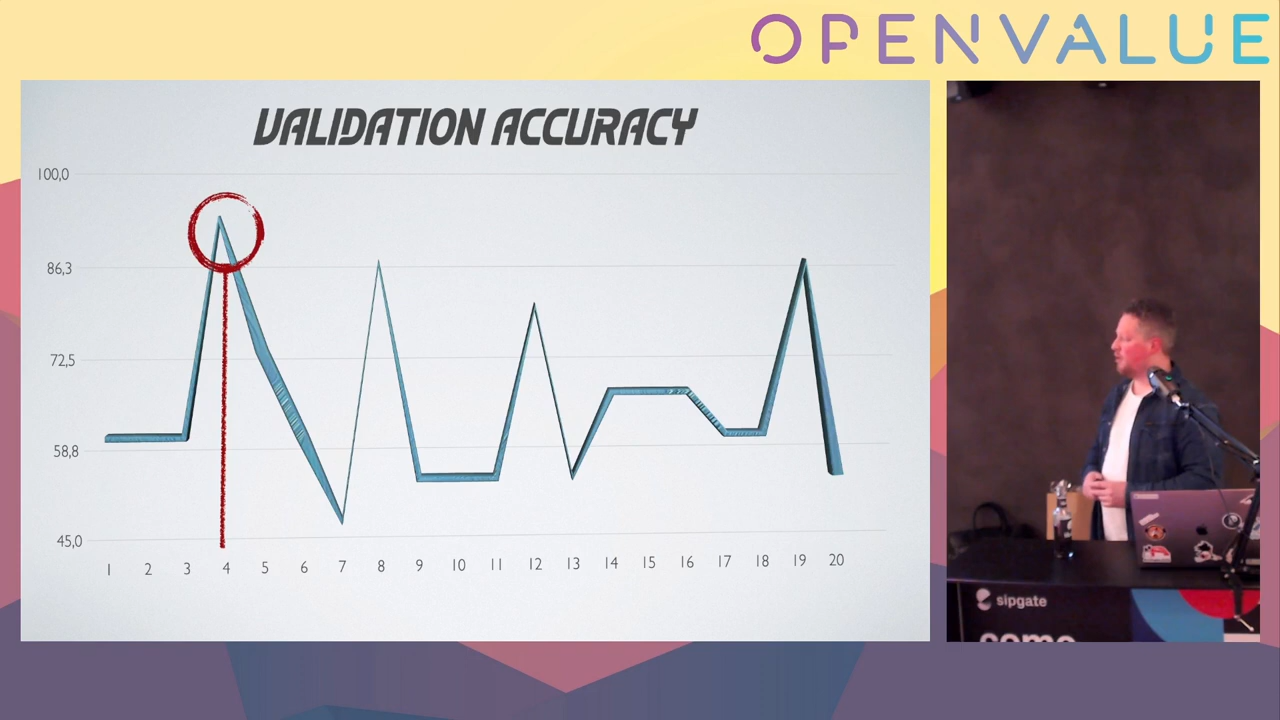 OPENVALUE
VALIDATION ACCURACY
100,0
86,3
72,5
58,8
45,0
1 2 3 4 5 6 7 8 9 10 11 12 13 14 15 16 17 18 19 20
sipgate